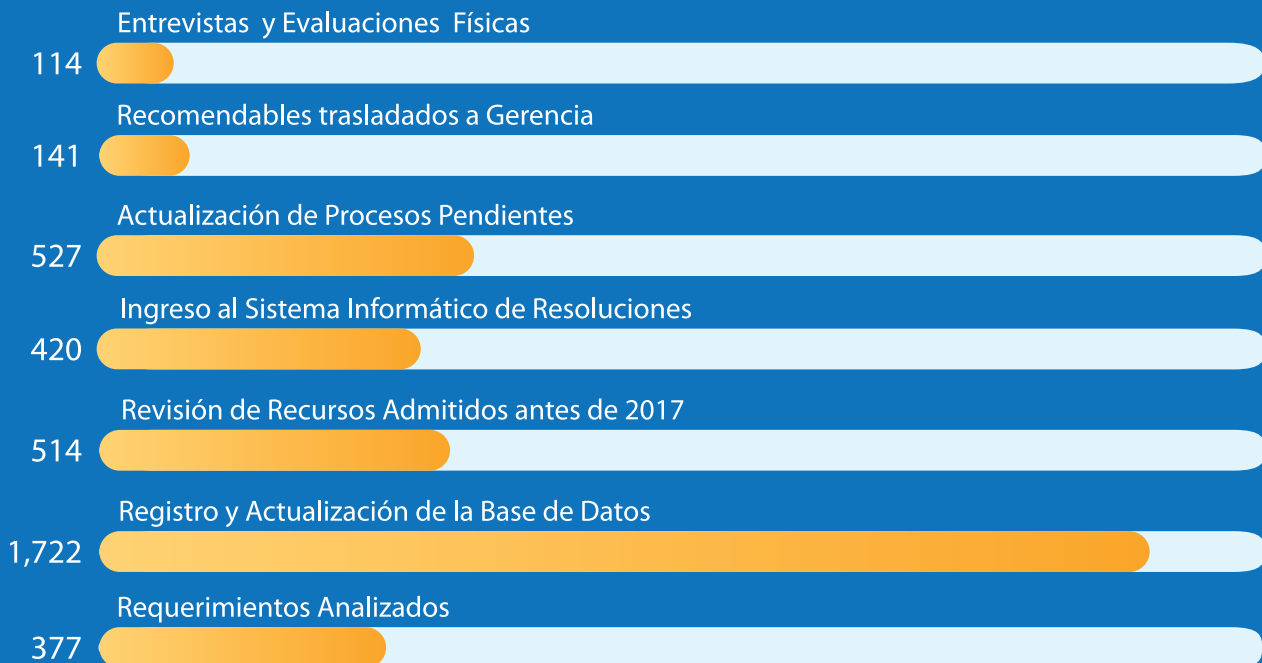 Entrevistas y Evaluaciones Físicas
114
Recomendables trasladados a Gerencia
141
Actualización de Procesos Pendientes
527
Ingreso al Sistema Informático de Resoluciones
420
Revisión de Recursos Admitidos antes de 2017
514
Registro y Actualización de la Base de Datos
1,722
Requerimientos Analizados
377